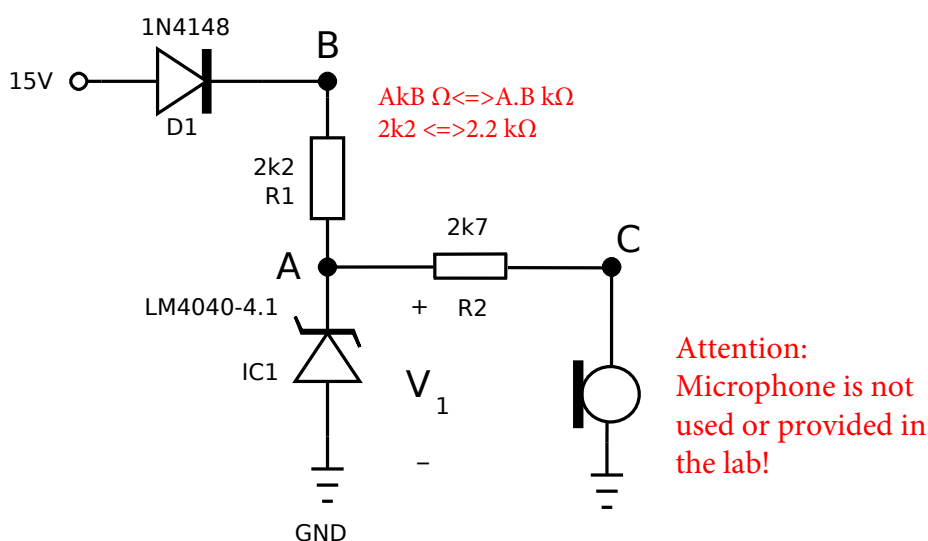 1N4148
B
15V
D1
AkB Ω<=>A.B kΩ
2k2 <=>2.2 kΩ
2k2
R1
2k7
C
A
LM4040-4.1
+
R2
IC1
V1
–
GND
Attention:
Microphone is not
used or provided in
the lab!